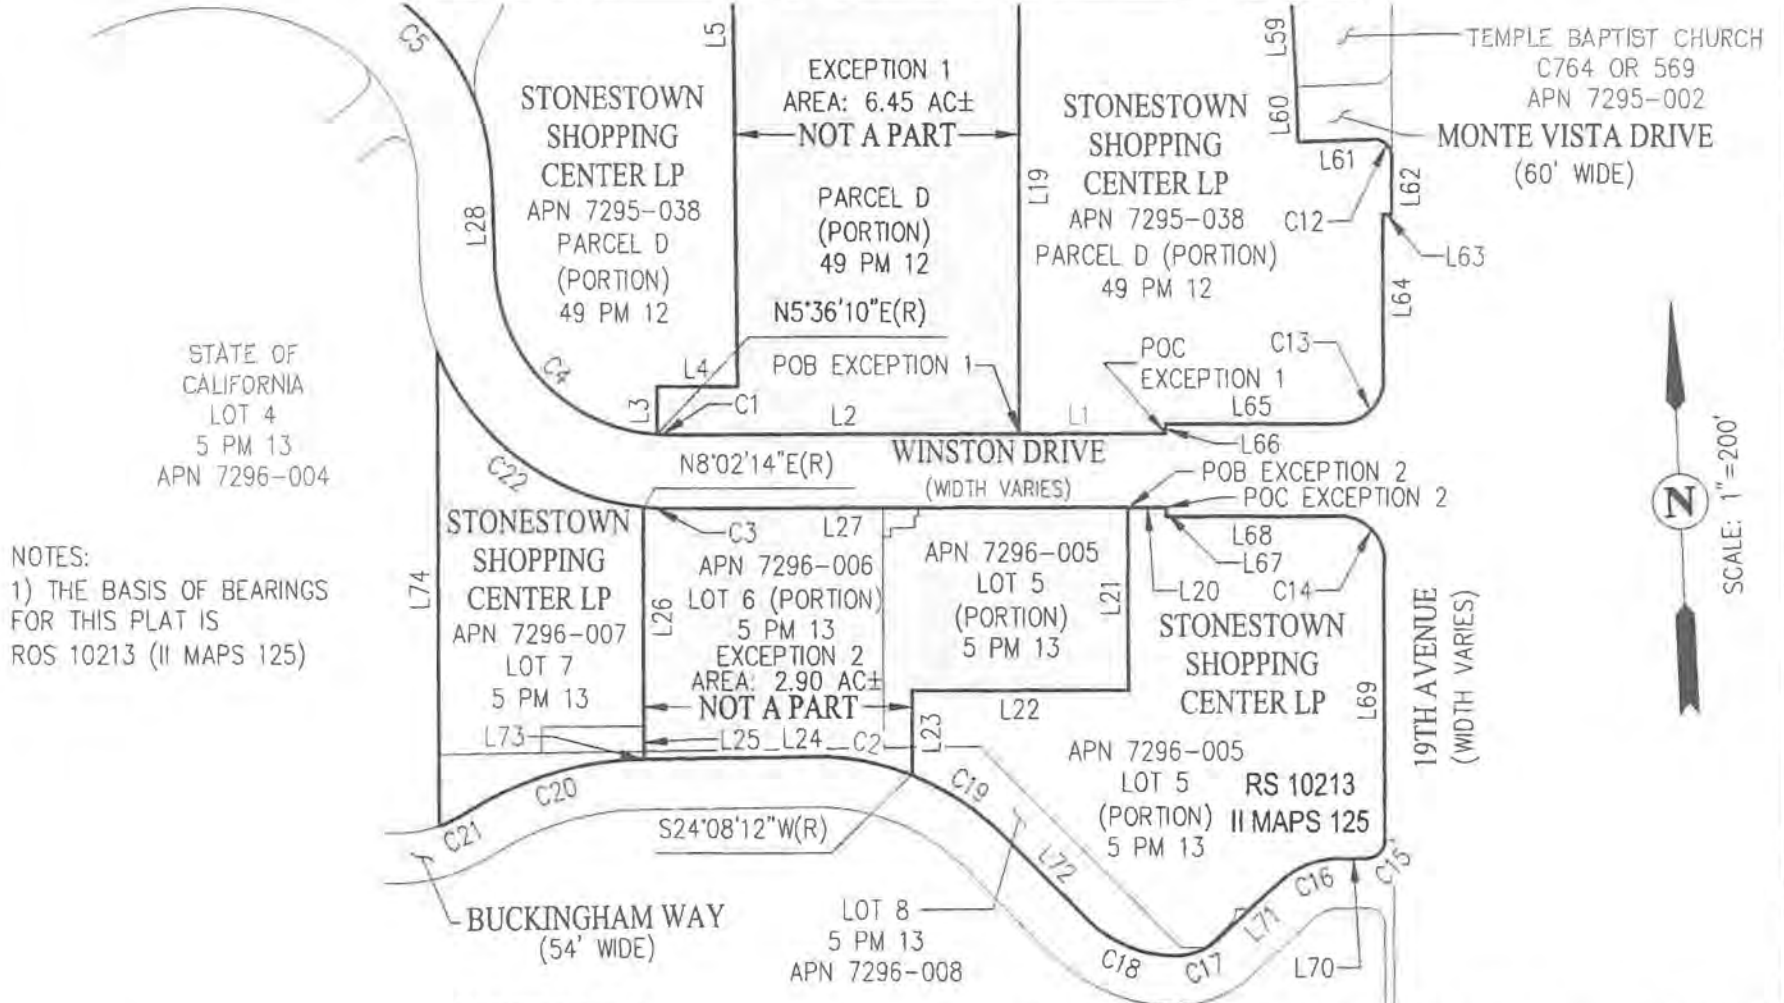 C5
L5
L59
TEMPLE BAPTIST CHURCH
C764 OR 569
APN 7295-002
EXCEPTION 1
AREA: 6.45 AC±
NOT A PART
STONESTOWN
SHOPPING
CENTER LP
APN 7295-038
PARCEL D
(PORTION)
49 PM 12
STONESTOWN
SHOPPING
CENTER LP
APN 7295-038
PARCEL D (PORTION)
49 PM 12
L60
MONTE VISTA DRIVE
(60' WIDE)
L61
L62
C12
L63
L28
PARCEL D
(PORTION)
49 PM 12
L19
L64
N5°36'10"E(R)
STATE OF
CALIFORNIA
LOT 4
5 PM 13
APN 7296-004
C4
L4
POB EXCEPTION 1
POC
EXCEPTION 1
C13
L3
C1
L2
L1
L65
L66
WINSTON DRIVE
(WIDTH VARIES)
N8°02'14"E(R)
POB EXCEPTION 2
POC EXCEPTION 2
C22
STONESTOWN
SHOPPING
CENTER LP
APN 7296-007
LOT 7
5 PM 13
C3
L27
L68
L67
L20
C14
NOTES:
1) THE BASIS OF BEARINGS
FOR THIS PLAT IS
ROS 10213 (II MAPS 125)
L74
L26
APN 7296-006
LOT 6 (PORTION)
5 PM 13
EXCEPTION 2
AREA: 2.90 AC±
NOT A PART
APN 7296-005
LOT 5
(PORTION)
5 PM 13
L21
STONESTOWN
SHOPPING
CENTER LP
L69
19TH AVENUE
(WIDTH VARIES)
N
SCALE: 1"=200'
L22
L23
L73
L25
L24
C2
APN 7296-005
LOT 5
(PORTION)
5 PM 13
RS 10213
II MAPS 125
C20
C21
C19
S24°08'12"W(R)
L72
C15
C16
L71
BUCKINGHAM WAY
(54' WIDE)
LOT 8
5 PM 13
APN 7296-008
C18
C17
L70